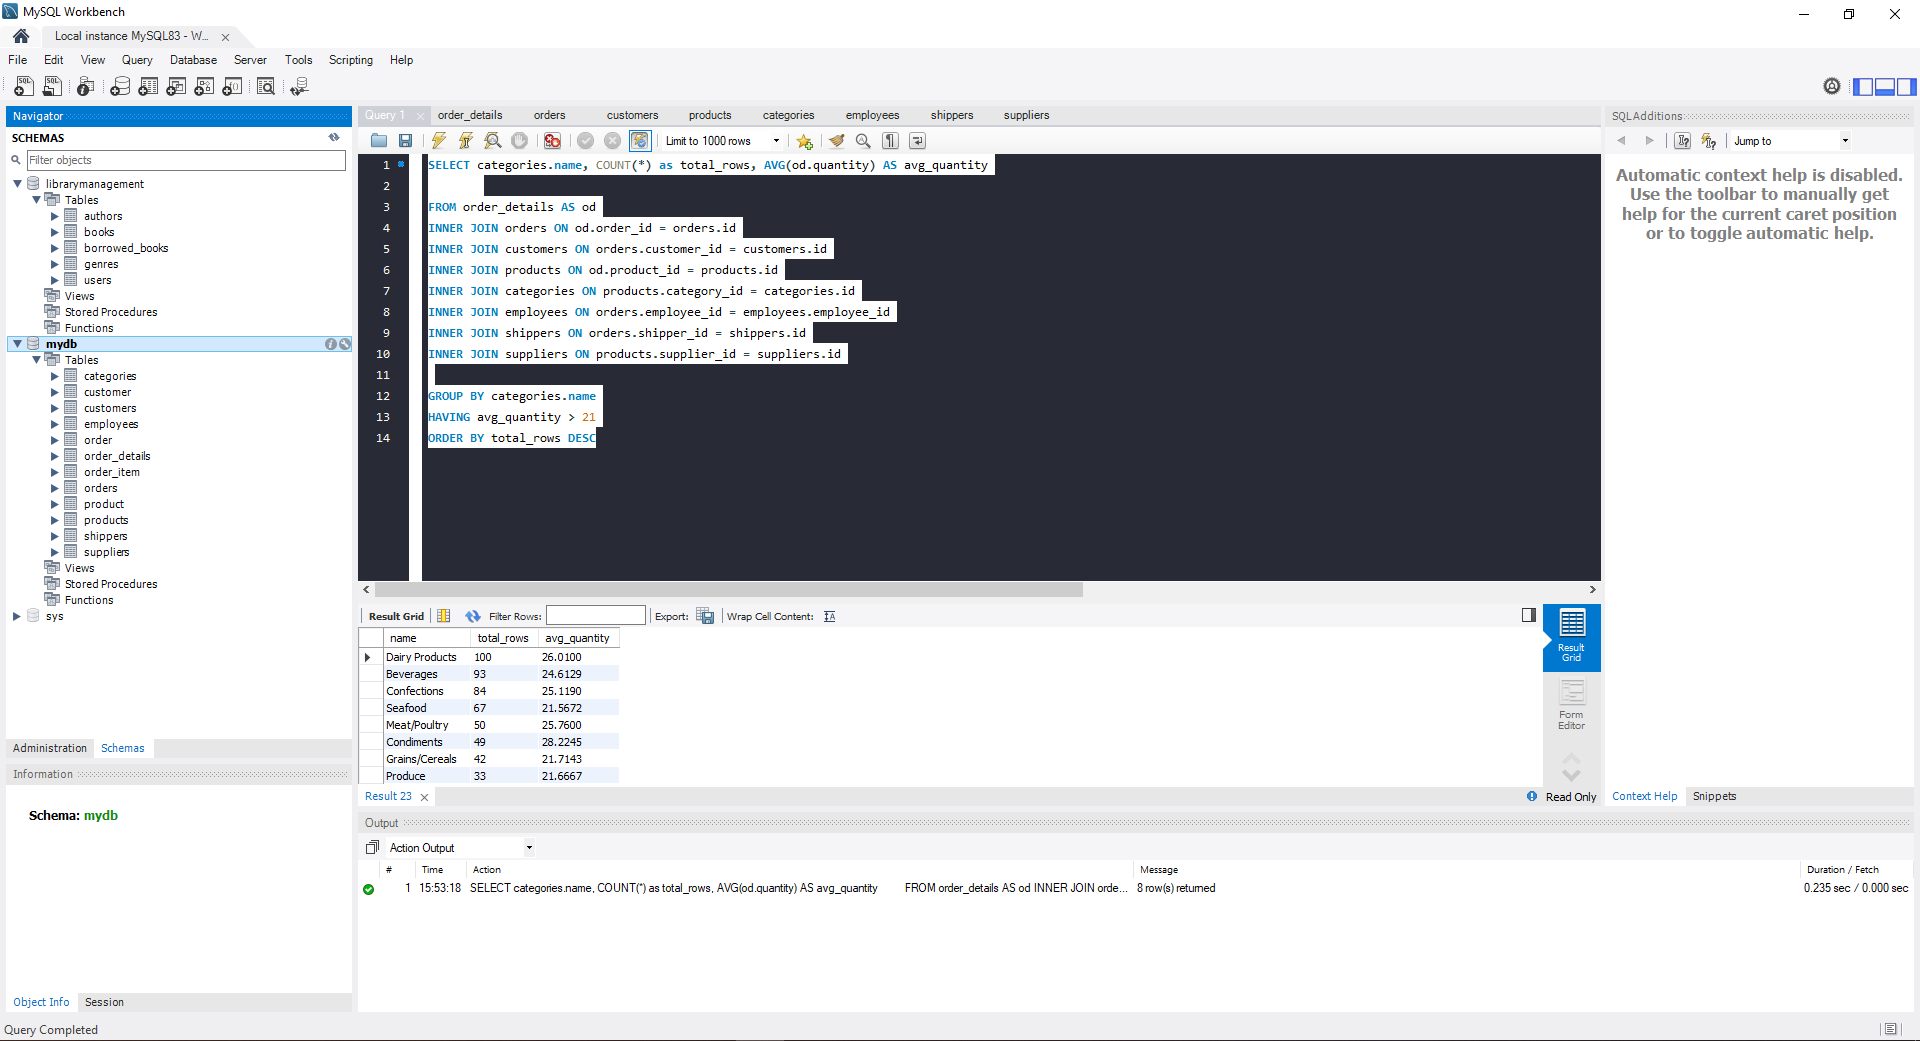 MySQL Workbench
Local instance MySQL83 - W...
File Edit View Query Database Server Tools Scripting Help
Navigator
SCHEMAS
Filter objects
librarymanagement
Tables
authors
books
borrowed_books
genres
users
Views
Stored Procedures
Functions
mydb
Tables
categories
customer
customers
employees
order
order_details
order_item
orders
product
products
shippers
suppliers
Views
Stored Procedures
Functions
sys
Administration Schemas
Information
Schema: mydb
Object Info Session
Query 1 order_details orders customers products categories employees shippers suppliers
Limit to 1000 rows
1 SELECT categories.name, COUNT(*) as total_rows, AVG(od.quantity) AS avg_quantity
2
3 FROM order_details AS od
4 INNER JOIN orders ON od.order_id = orders.id
5 INNER JOIN customers ON orders.customer_id = customers.id
6 INNER JOIN products ON od.product_id = products.id
7 INNER JOIN categories ON products.category_id = categories.id
8 INNER JOIN employees ON orders.employee_id = employees.employee_id
9 INNER JOIN shippers ON orders.shipper_id = shippers.id
10 INNER JOIN suppliers ON products.supplier_id = suppliers.id
11
12 GROUP BY categories.name
13 HAVING avg_quantity > 21
14 ORDER BY total_rows DESC
Result Grid Filter Rows: Export: Wrap Cell Content:
name total_rows avg_quantity
Dairy Products 100 26.0100
Beverages 93 24.6129
Confections 84 25.1190
Seafood 67 21.5672
Meat/Poultry 50 25.7600
Condiments 49 28.2245
Grains/Cereals 42 21.7143
Produce 33 21.6667
Result Grid
Form Editor
Result 23
Read Only
Output
Action Output
# Time Action Message Duration / Fetch
1 15:53:18 SELECT categories.name, COUNT(*) as total_rows, AVG(od.quantity) AS avg_quantity FROM order_details AS od INNER JOIN orde... 8 row(s) returned 0.235 sec / 0.000 sec
SQLAdditions
Jump to
Automatic context help is disabled.
Use the toolbar to manually get
help for the current caret position
or to toggle automatic help.
Context Help Snippets
Query Completed